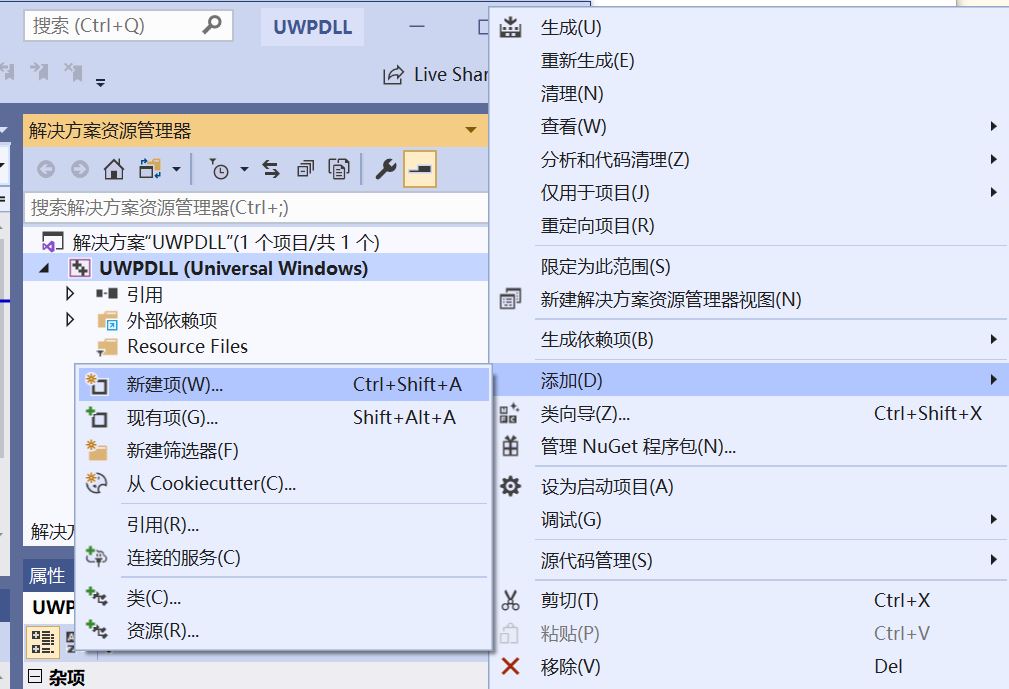 搜索 (Ctrl+Q)
UWPDLL
Live Shar
解决方案资源管理器
搜索解决方案资源管理器(Ctrl+;)
解决方案“UWPDLL”(1 个项目/共 1 个)
UWPDLL (Universal Windows)
引用
外部依赖项
Resource Files
新建项(W)... Ctrl+Shift+A
现有项(G)... Shift+Alt+A
新建筛选器(F)
从 Cookiecutter(C)...
引用(R)...
连接的服务(C)
类(C)...
资源(R)...
解决
属性
UWP
杂项
生成(U)
重新生成(E)
清理(N)
查看(W)
分析和代码清理(Z)
仅用于项目(J)
重定向项目(R)
限定为此范围(S)
新建解决方案资源管理器视图(N)
生成依赖项(B)
添加(D)
类向导(Z)... Ctrl+Shift+X
管理 NuGet 程序包(N)...
设为启动项目(A)
调试(G)
源代码管理(S)
剪切(T) Ctrl+X
粘贴(P) Ctrl+V
移除(V) Del